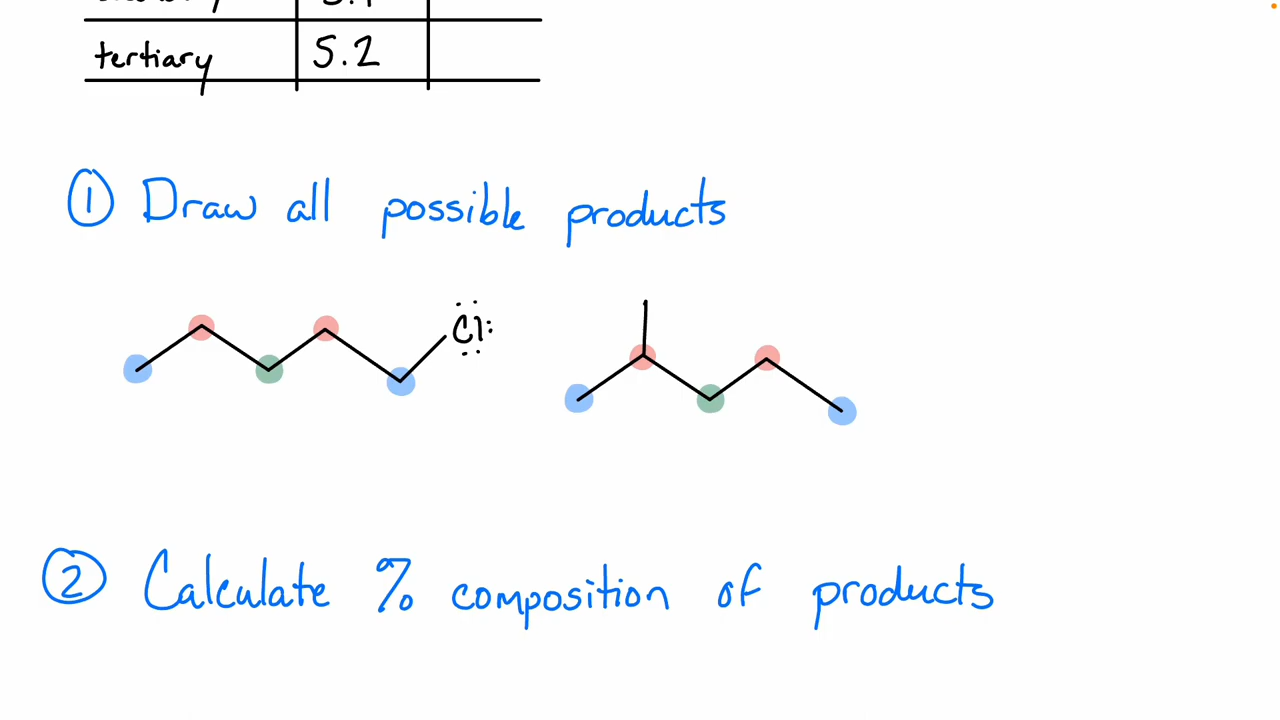 tertiary 5.2
① Draw all possible products
:Cl:
② Calculate % composition of products